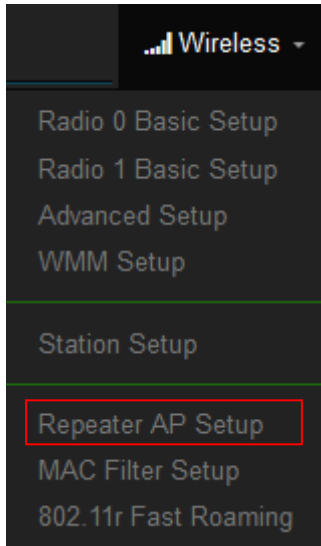 Wireless
Radio 0 Basic Setup
Radio 1 Basic Setup
Advanced Setup
WMM Setup
Station Setup
Repeater AP Setup
MAC Filter Setup
802.11r Fast Roaming